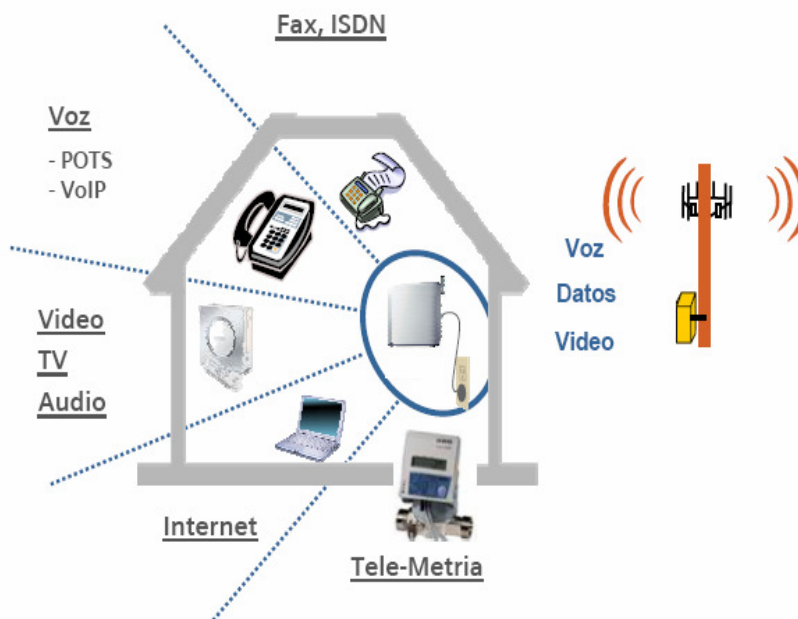 Fax, ISDN
Voz
- POTS
- VoIP
Video
TV
Audio
Internet
Tele-Metria
Voz
Datos
Video